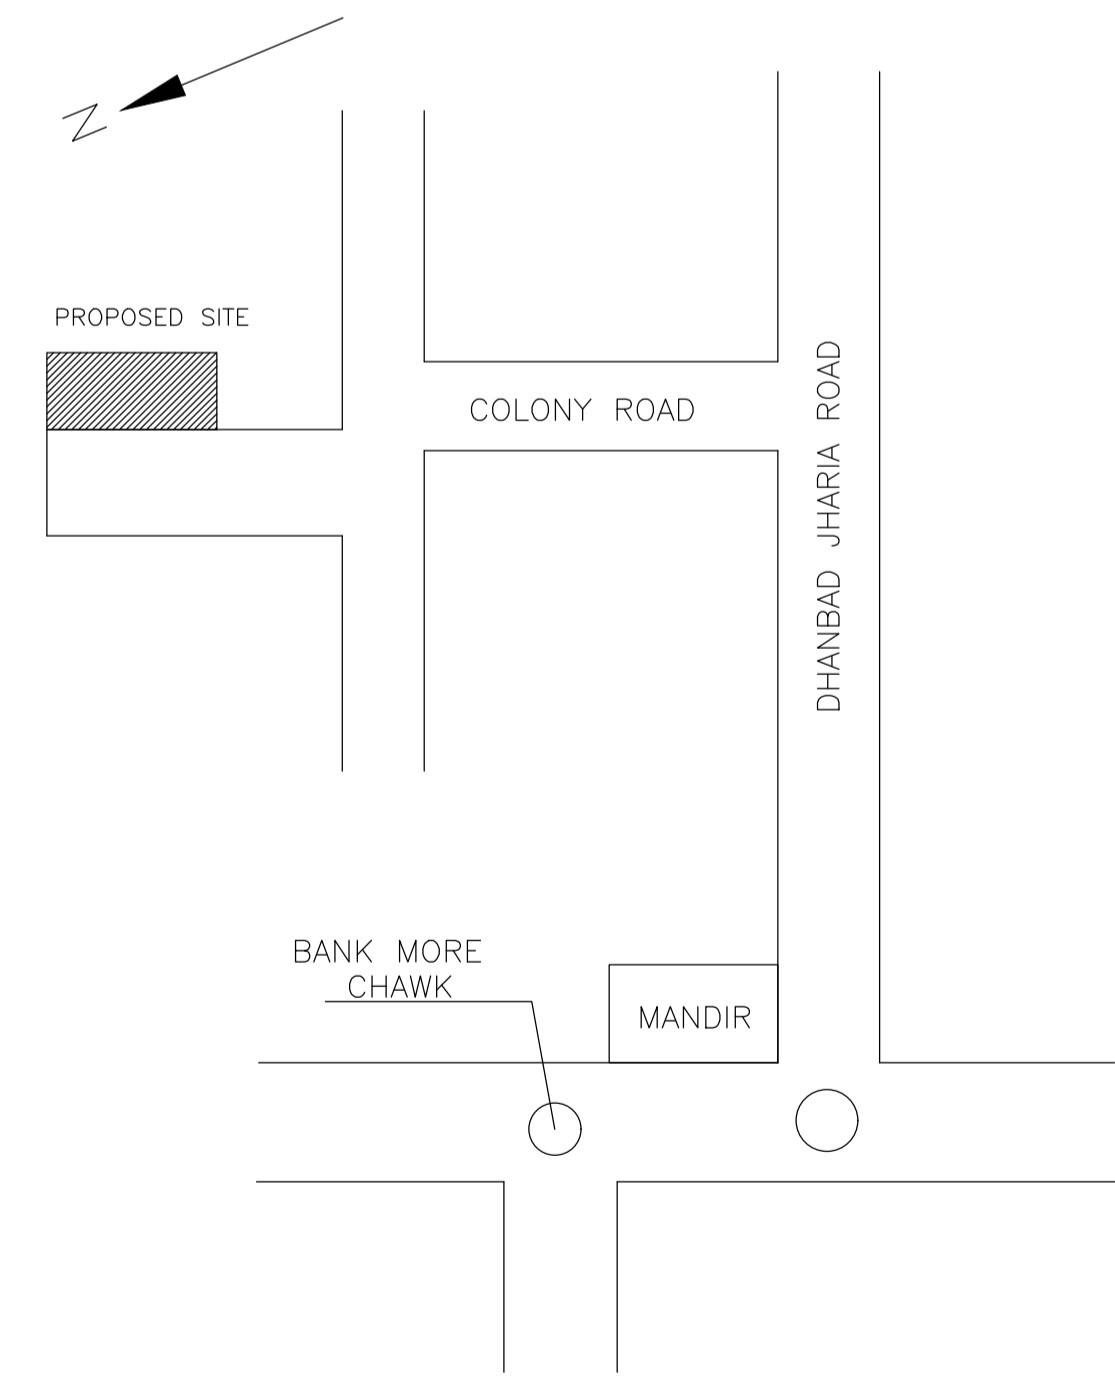 N
PROPOSED SITE
COLONY ROAD
DHANBAD JHARIA ROAD
BANK MORE
CHAWK
MANDIR